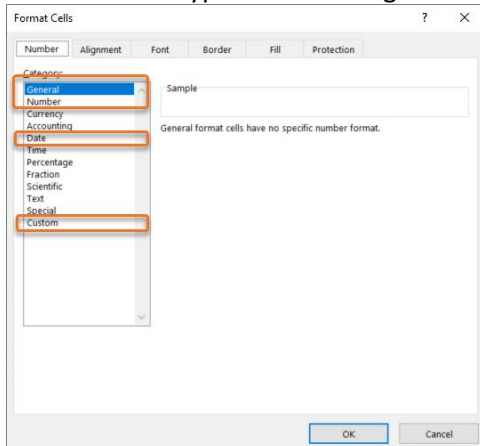 Format Cells ? ×
Number Alignment Font Border Fill Protection
Category:
General
Number
Currency
Accounting
Date
Time
Percentage
Fraction
Scientific
Text
Special
Custom
Sample
General format cells have no specific number format.
OK Cancel